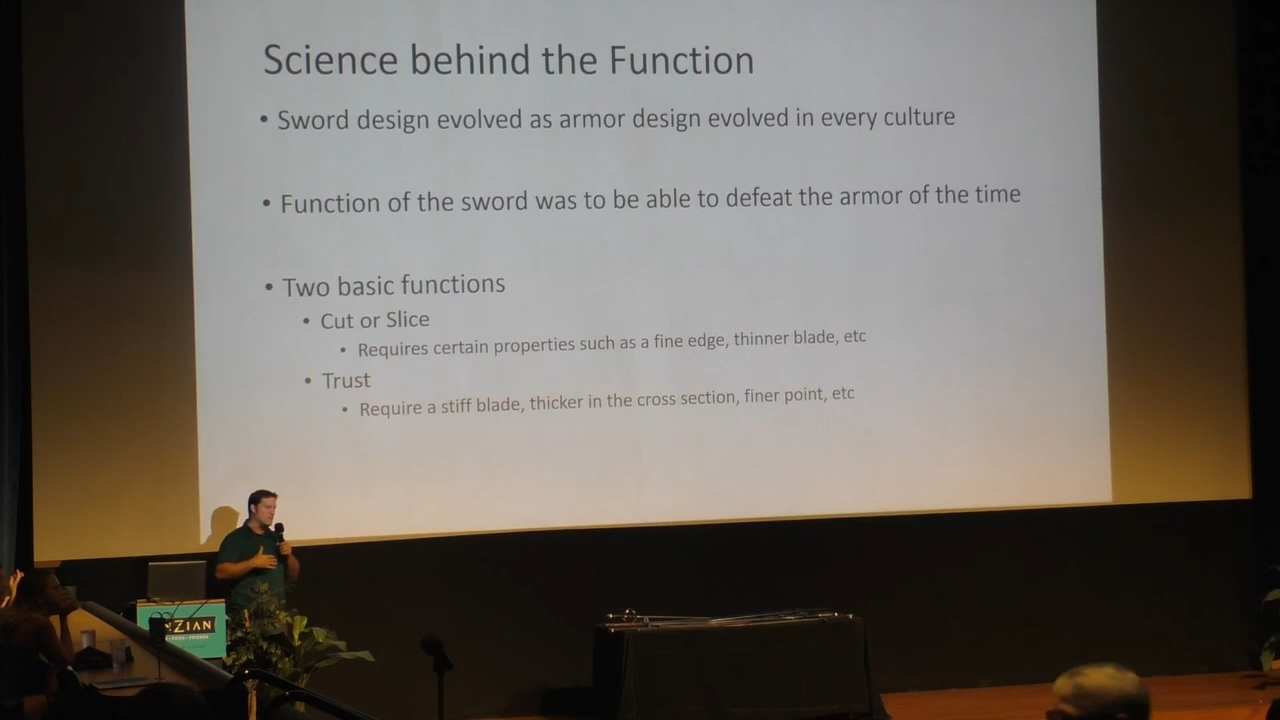 Science behind the Function
• Sword design evolved as armor design evolved in every culture
• Function of the sword was to be able to defeat the armor of the time
• Two basic functions
• Cut or Slice
• Requires certain properties such as a fine edge, thinner blade, etc
• Trust
• Require a stiff blade, thicker in the cross section, finer point, etc
NZIAN